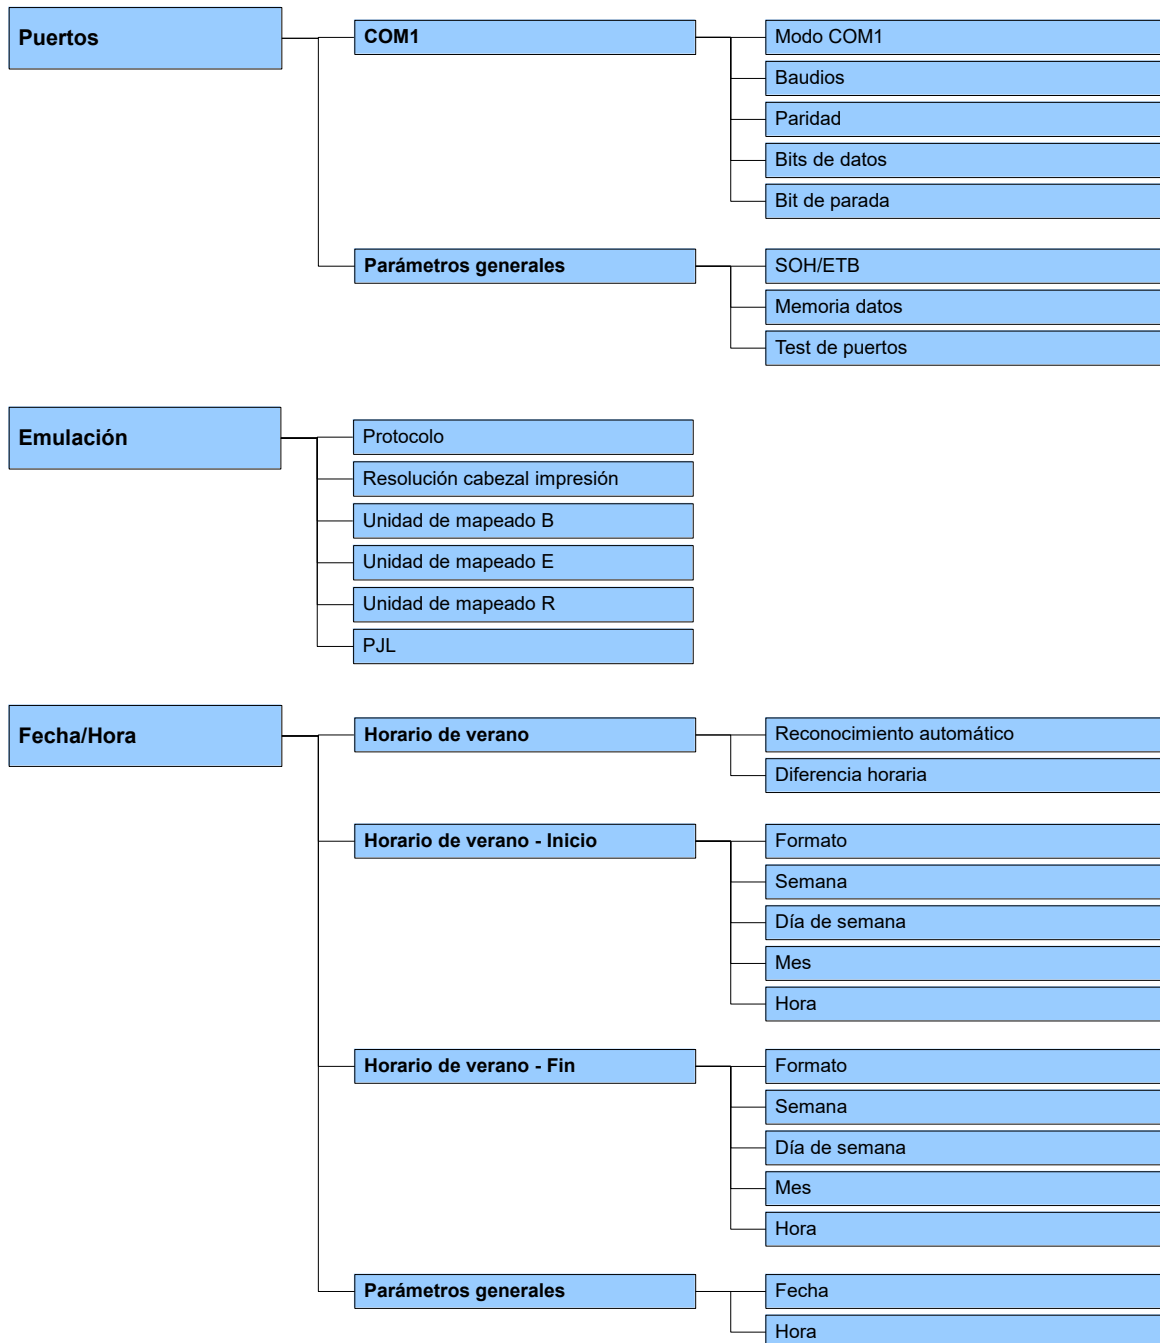 Puertos
COM1
Modo COM1
Baudios
Paridad
Bits de datos
Bit de parada
Parámetros generales
SOH/ETB
Memoria datos
Test de puertos
Emulación
Protocolo
Resolución cabezal impresión
Unidad de mapeado B
Unidad de mapeado E
Unidad de mapeado R
PJL
Fecha/Hora
Horario de verano
Reconocimiento automático
Diferencia horaria
Horario de verano - Inicio
Formato
Semana
Día de semana
Mes
Hora
Horario de verano - Fin
Formato
Semana
Día de semana
Mes
Hora
Parámetros generales
Fecha
Hora